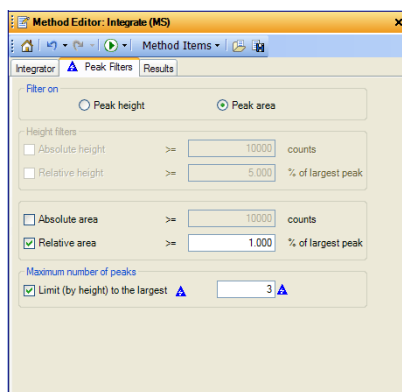 Method Editor: Integrate (MS)
Method Items
Integrator Peak Filters Results
Filter on
Peak height Peak area
Height filters
Absolute height >= 10000 counts
Relative height >= 5.000 % of largest peak
Absolute area >= 10000 counts
Relative area >= 1.000 % of largest peak
Maximum number of peaks
Limit (by height) to the largest 3